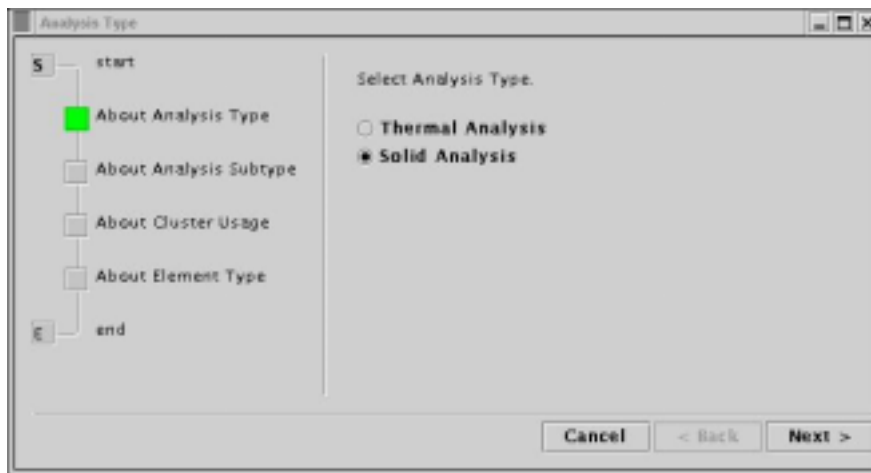 Analysis Type
S start
About Analysis Type
About Analysis Subtype
About Cluster Usage
About Element Type
E end
Select Analysis Type.
Thermal Analysis
Solid Analysis
Cancel
< Back
Next >